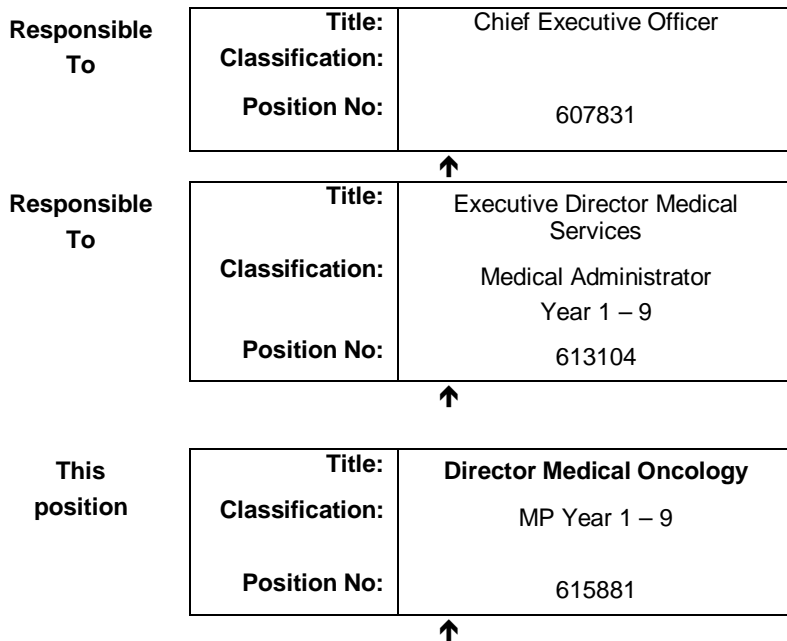 Responsible
To
Title: Chief Executive Officer
Classification:
Position No: 607831
Responsible
To
Title: Executive Director Medical
Services
Classification: Medical Administrator
Year 1 – 9
Position No: 613104
This
position
Title: Director Medical Oncology
Classification: MP Year 1 – 9
Position No: 615881